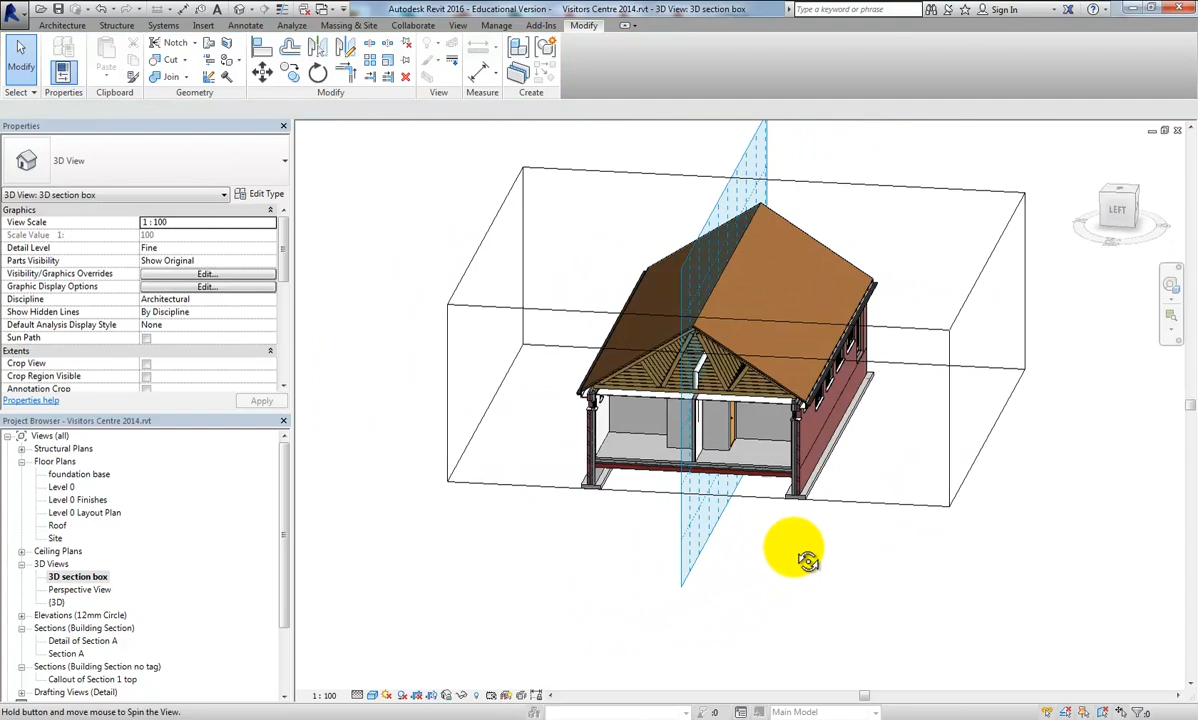 Autodesk Revit 2016 - Educational Version - Visitors Centre 2014.rvt - 3D View: 3D section box
Type a keyword or phrase
Sign In
Architecture Structure Systems Insert Annotate Analyze Massing & Site Collaborate View Manage Add-Ins Modify
Modify
Paste
Notch
Cut
Join
Select Properties Clipboard Geometry Modify View Measure Create
Properties
3D View
3D View: 3D section box
Edit Type
Graphics
View Scale 1 : 100
Scale Value 1: 100
Detail Level Fine
Parts Visibility Show Original
Visibility/Graphics Overrides Edit...
Graphic Display Options Edit...
Discipline Architectural
Show Hidden Lines By Discipline
Default Analysis Display Style None
Sun Path
Extents
Crop View
Crop Region Visible
Annotation Crop
Properties help
Apply
Project Browser - Visitors Centre 2014.rvt
Views (all)
Structural Plans
Floor Plans
foundation base
Level 0
Level 0 Finishes
Level 0 Layout Plan
Roof
Site
Ceiling Plans
3D Views
3D section box
Perspective View
{3D}
Elevations (12mm Circle)
Sections (Building Section)
Detail of Section A
Section A
Sections (Building Section no tag)
Callout of Section 1 top
Drafting Views (Detail)
LEFT
1 : 100
Hold button and move mouse to Spin the View.
:0
Main Model
:0